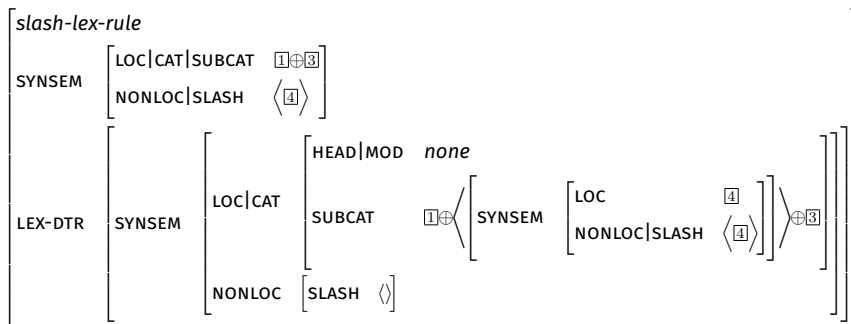 slash-lex-rule
SYNSEM [LOC|CAT|SUBCAT 1⊕3]
[NONLOC|SLASH ⟨4⟩]
HEAD|MOD none
LEX-DTR [SYNSEM [LOC|CAT [SUBCAT 1⊕⟨[SYNSEM [LOC 4]
[NONLOC|SLASH ⟨4⟩]]⟩⊕3]
NONLOC [SLASH ⟨⟩]]]